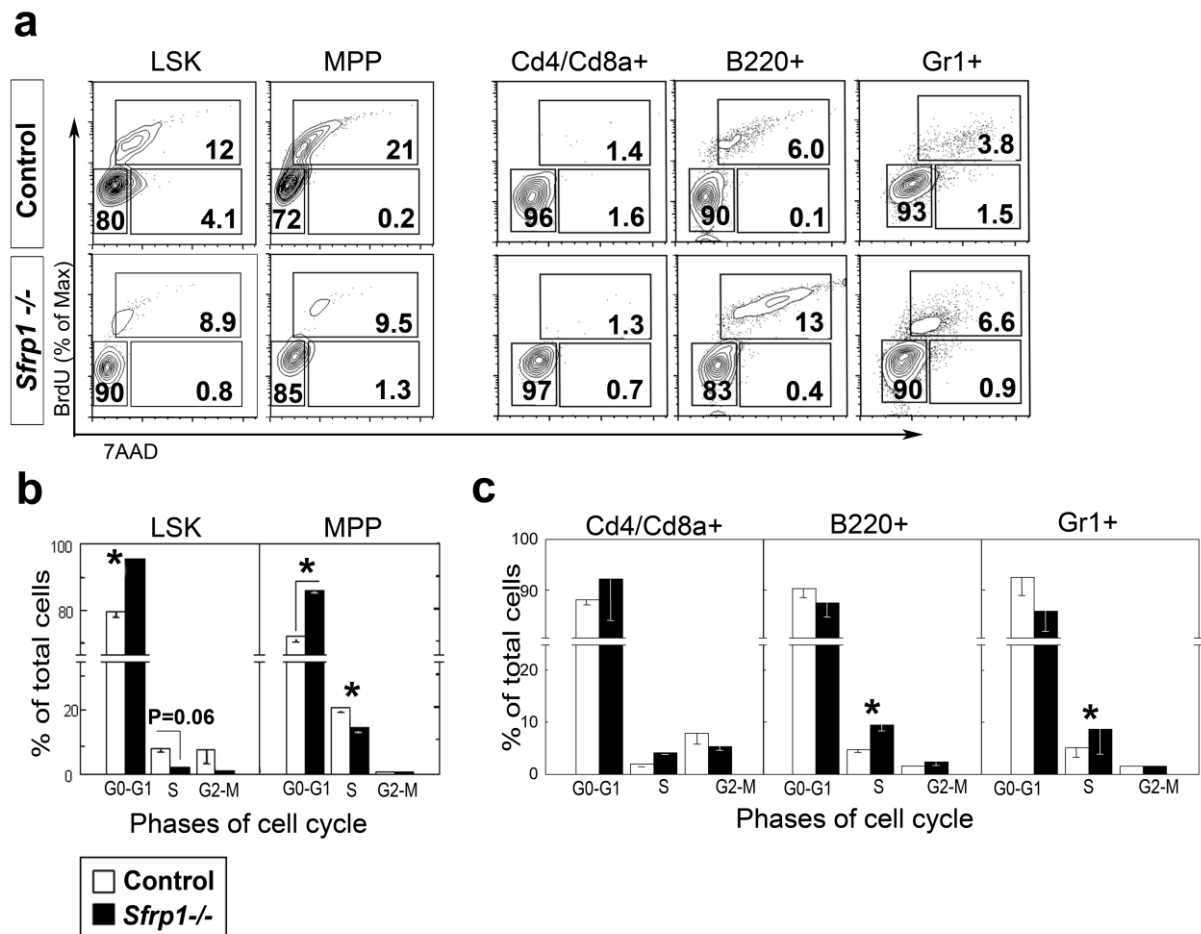 a
LSK MPP Cd4/Cd8a+ B220+ Gr1+
Control
12 21 1.4 6.0 3.8
80 4.1 72 0.2 96 1.6 90 0.1 93 1.5
Sfrp1 -/-
BrdU (% of Max)
8.9 9.5 1.3 13 6.6
90 0.8 85 1.3 97 0.7 83 0.4 90 0.9
7AAD
b
LSK MPP
% of total cells
100
80
20
0
* * P=0.06 *
G0-G1 S G2-M G0-G1 S G2-M
Phases of cell cycle
Control
Sfrp1-/-
c
Cd4/Cd8a+ B220+ Gr1+
% of total cells
100
90
20
10
0
* *
G0-G1 S G2-M G0-G1 S G2-M G0-G1 S G2-M
Phases of cell cycle